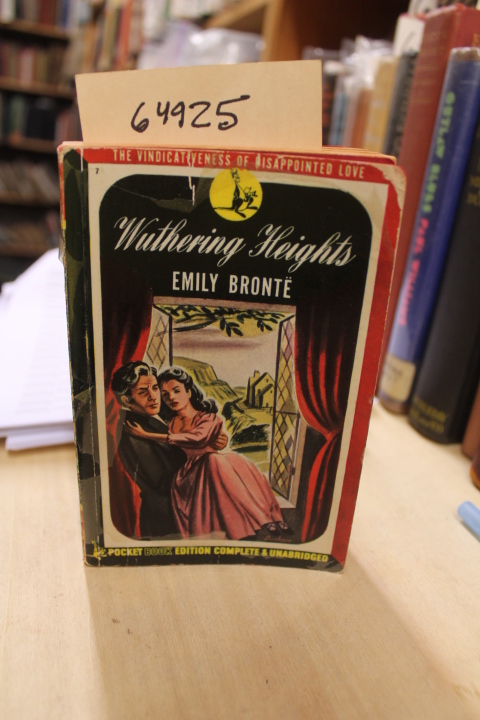 64925
THE VINDICATIVENESS OF DISAPPOINTED LOVE
7
Wuthering Heights
EMILY BRONTË
POCKET BOOK EDITION COMPLETE & UNABRIDGED